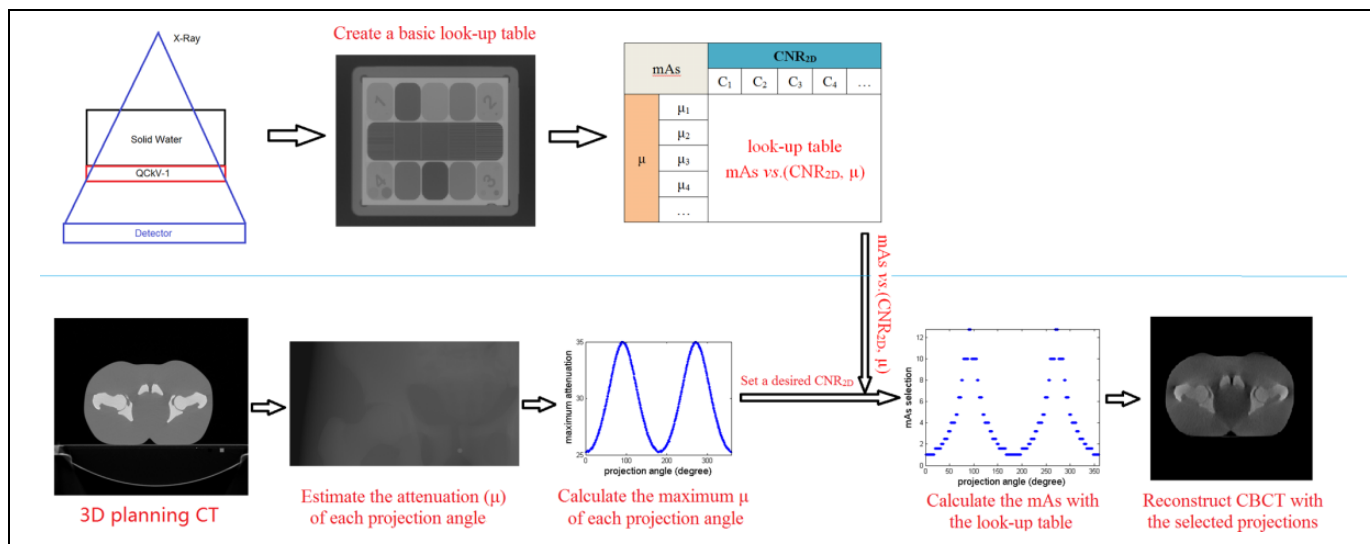 Create a basic look-up table
X-Ray
Solid Water
QCkV-1
Detector
1
2
4
3
mAs
CNR2D
C1 C2 C3 C4 …
μ
μ1
μ2
μ3
μ4
…
look-up table
mAs vs.(CNR2D, μ)
mAs vs.(CNR2D, μ)
3D planning CT
Estimate the attenuation (μ)
of each projection angle
maximum attenuation
35
30
25
0 100 200 300
projection angle (degree)
Calculate the maximum μ
of each projection angle
Set a desired CNR2D
mAs selection
12
10
8
6
4
2
0
0 50 100 150 200 250 300 350
projection angle (degree)
Calculate the mAs with
the look-up table
Reconstruct CBCT with
the selected projections